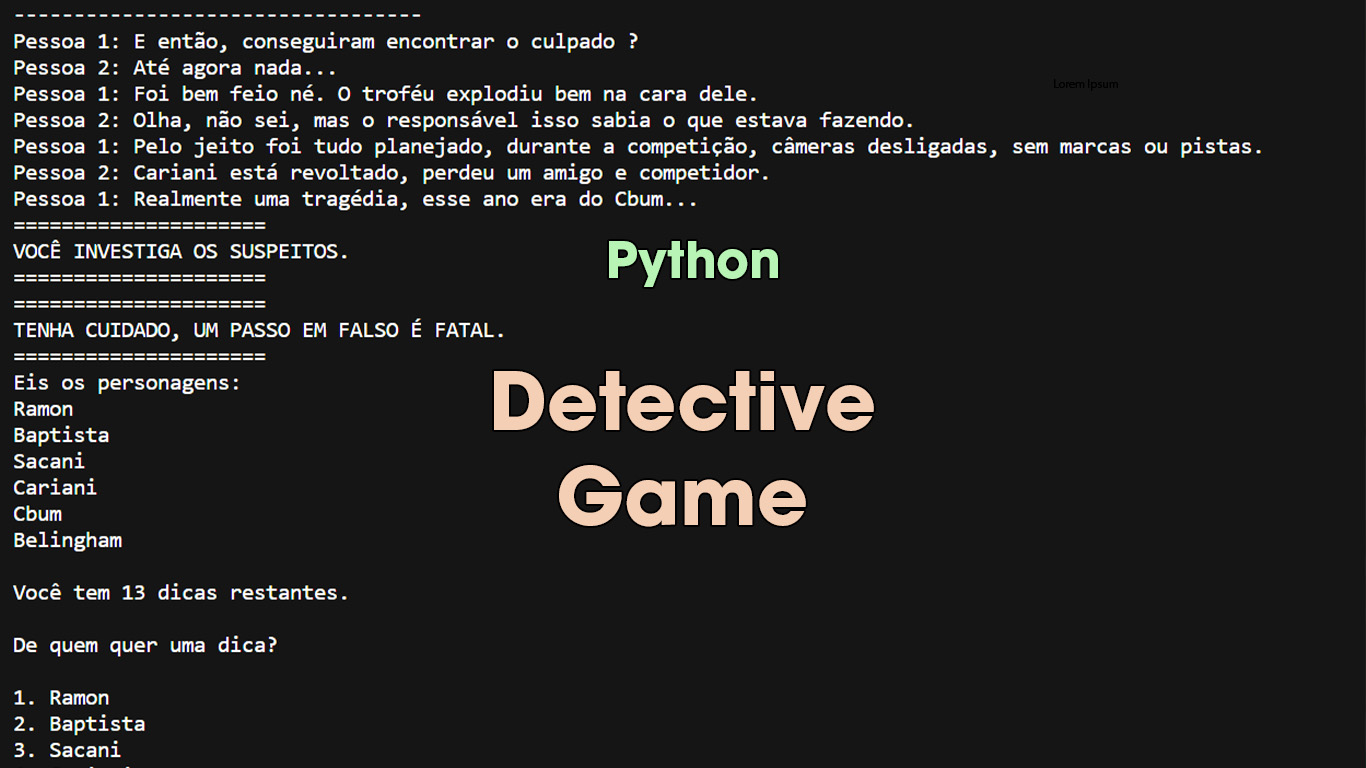 ----------------------------------
Pessoa 1: E então, conseguiram encontrar o culpado ?
Pessoa 2: Até agora nada...
Pessoa 1: Foi bem feio né. O troféu explodiu bem na cara dele.
Lorem Ipsum
Pessoa 2: Olha, não sei, mas o responsável isso sabia o que estava fazendo.
Pessoa 1: Pelo jeito foi tudo planejado, durante a competição, câmeras desligadas, sem marcas ou pistas.
Pessoa 2: Cariani está revoltado, perdeu um amigo e competidor.
Pessoa 1: Realmente uma tragédia, esse ano era do Cbum...
=====================
VOCÊ INVESTIGA OS SUSPEITOS.
=====================
=====================
TENHA CUIDADO, UM PASSO EM FALSO É FATAL.
=====================
Eis os personagens:
Ramon
Baptista
Sacani
Cariani
Cbum
Belingham
Você tem 13 dicas restantes.
De quem quer uma dica?
1. Ramon
2. Baptista
3. Sacani
Python
Detective
Game